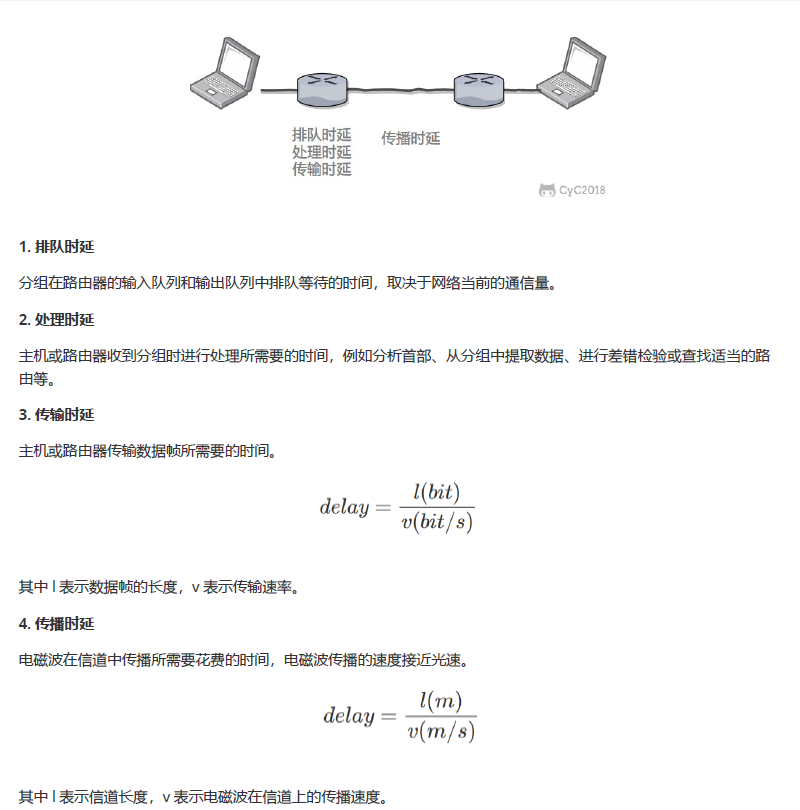 排队时延
处理时延
传输时延
传播时延
CyC2018
1. 排队时延
分组在路由器的输入队列和输出队列中排队等待的时间，取决于网络当前的通信量。
2. 处理时延
主机或路由器收到分组时进行处理所需要的时间，例如分析首部、从分组中提取数据、进行差错检验或查找适当的路
由等。
3. 传输时延
主机或路由器传输数据帧所需要的时间。
delay = l(bit) / v(bit/s)
其中 l 表示数据帧的长度，v 表示传输速率。
4. 传播时延
电磁波在信道中传播所需要花费的时间，电磁波传播的速度接近光速。
delay = l(m) / v(m/s)
其中 l 表示信道长度，v 表示电磁波在信道上的传播速度。